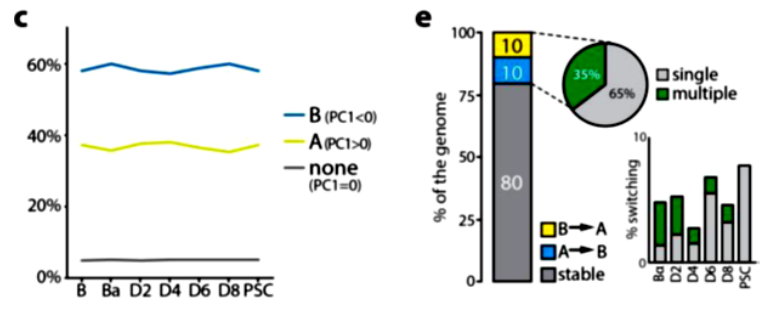 c
60%
40%
20%
0%
B Ba D2 D4 D6 D8 PSC
B (PC1<0)
A (PC1>0)
none
(PC1=0)
e
% of the genome
100
75
50
25
0
10
10
80
B→A
A→B
stable
35%
65%
single
multiple
% switching
10
0
Ba D2 D4 D6 D8 PSC